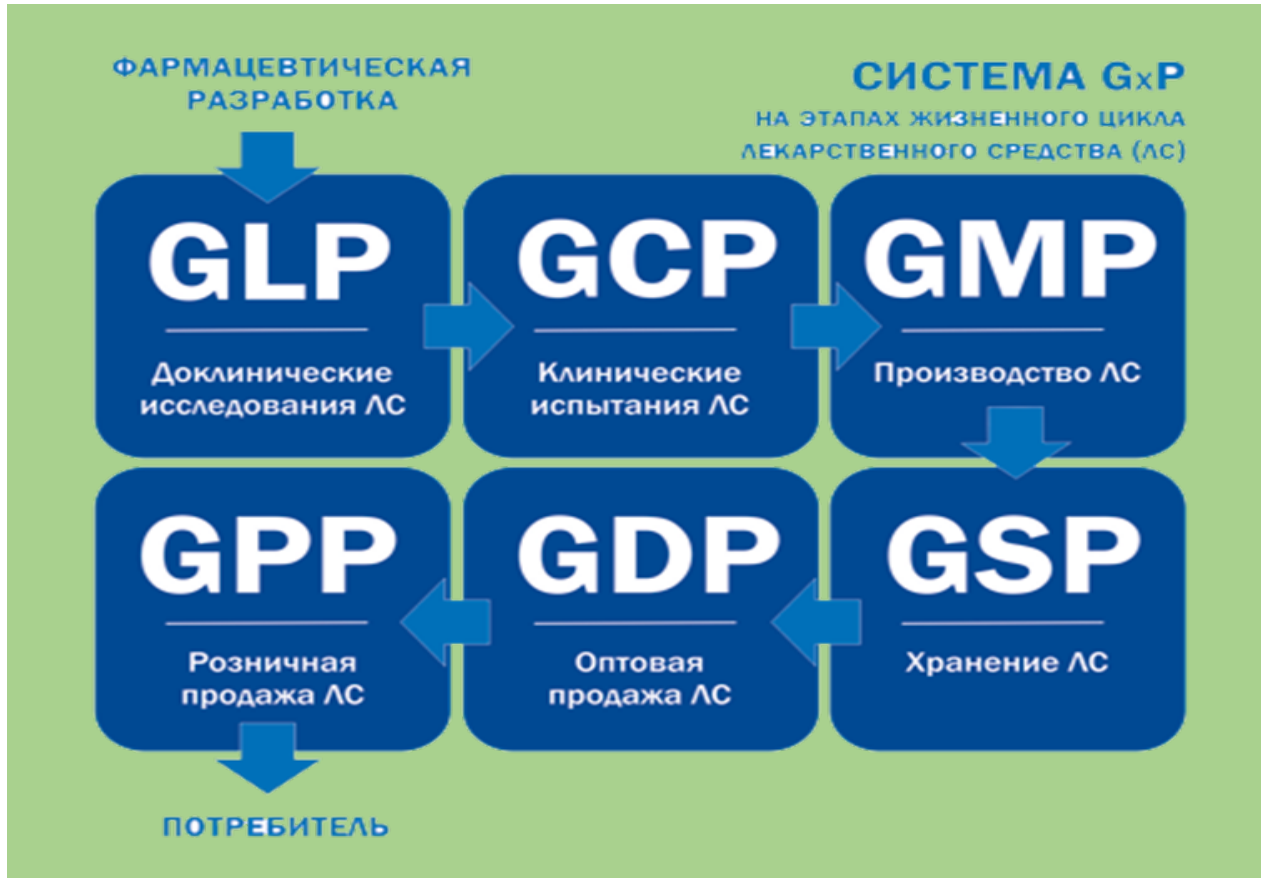 ФАРМАЦЕВТИЧЕСКАЯ
РАЗРАБОТКА
СИСТЕМА GxP
НА ЭТАПАХ ЖИЗНЕННОГО ЦИКЛА
ЛЕКАРСТВЕННОГО СРЕДСТВА (ЛС)
GLP
Доклинические
исследования ЛС
GCP
Клинические
испытания ЛС
GMP
Производство ЛС
GPP
Розничная
продажа ЛС
GDP
Оптовая
продажа ЛС
GSP
Хранение ЛС
ПОТРЕБИТЕЛЬ